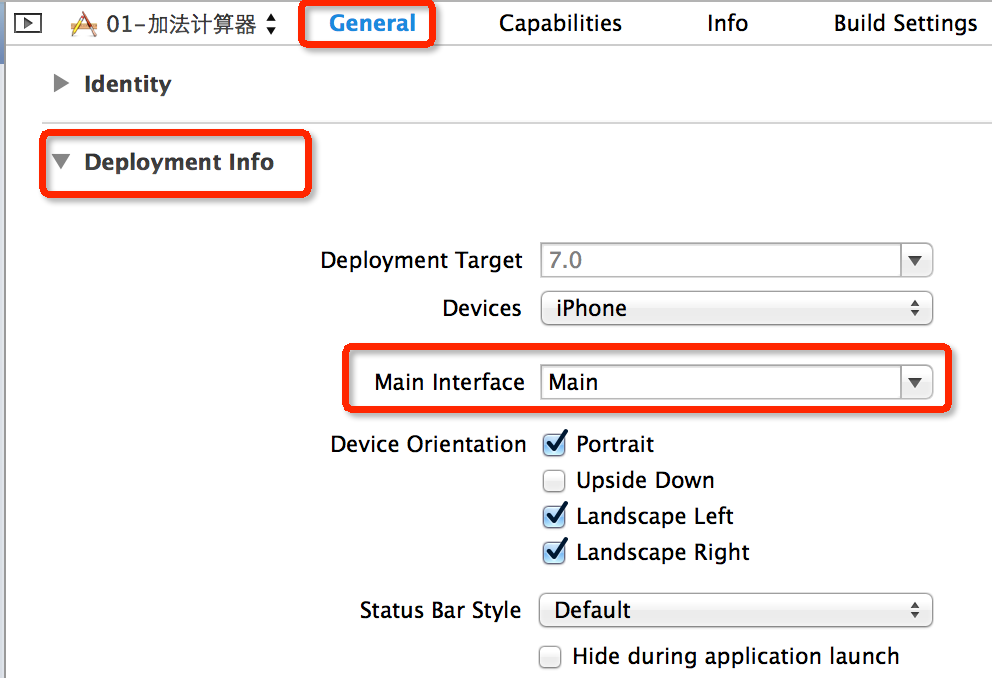 01-加法计算器 General Capabilities Info Build Settings
Identity
Deployment Info
Deployment Target 7.0
Devices iPhone
Main Interface Main
Device Orientation Portrait
Upside Down
Landscape Left
Landscape Right
Status Bar Style Default
Hide during application launch